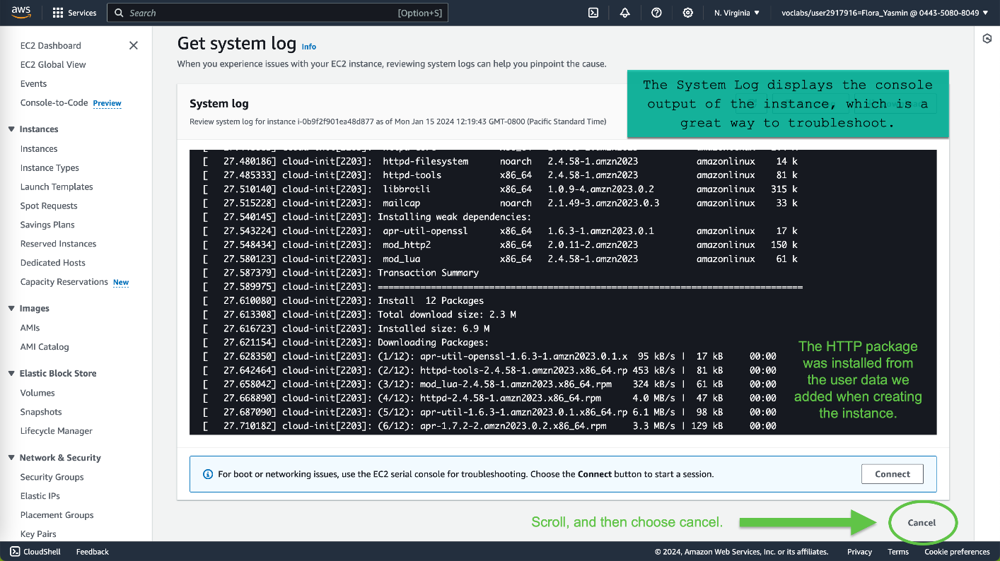 aws
Services
Search
[Option+S]
N. Virginia
voclabs/user2917916=Flora_Yasmin @ 0443-5080-8049
EC2 Dashboard
EC2 Global View
Events
Console-to-Code Preview
Instances
Instances
Instance Types
Launch Templates
Spot Requests
Savings Plans
Reserved Instances
Dedicated Hosts
Capacity Reservations New
Images
AMIs
AMI Catalog
Elastic Block Store
Volumes
Snapshots
Lifecycle Manager
Network & Security
Security Groups
Elastic IPs
Placement Groups
Key Pairs
Get system log Info
When you experience issues with your EC2 instance, reviewing system logs can help you pinpoint the cause.
The System Log displays the console
output of the instance, which is a
great way to troubleshoot.
System log
Review system log for instance i-0b9f2f901ea48d877 as of Mon Jan 15 2024 12:19:43 GMT-0800 (Pacific Standard Time)
[ 27.480186] cloud-init[2203]: httpd-filesystem noarch 2.4.58-1.amzn2023 amazonlinux 14 k
[ 27.485333] cloud-init[2203]: httpd-tools x86_64 2.4.58-1.amzn2023 amazonlinux 81 k
[ 27.510140] cloud-init[2203]: libbrotli x86_64 1.0.9-4.amzn2023.0.2 amazonlinux 315 k
[ 27.515228] cloud-init[2203]: mailcap noarch 2.1.49-3.amzn2023.0.3 amazonlinux 33 k
[ 27.540145] cloud-init[2203]: Installing weak dependencies:
[ 27.543224] cloud-init[2203]: apr-util-openssl x86_64 1.6.3-1.amzn2023.0.1 amazonlinux 17 k
[ 27.548434] cloud-init[2203]: mod_http2 x86_64 2.0.11-2.amzn2023 amazonlinux 150 k
[ 27.580123] cloud-init[2203]: mod_lua x86_64 2.4.58-1.amzn2023 amazonlinux 61 k
[ 27.587379] cloud-init[2203]: Transaction Summary
[ 27.589975] cloud-init[2203]: ================================================================================
[ 27.610080] cloud-init[2203]: Install 12 Packages
[ 27.613308] cloud-init[2203]: Total download size: 2.3 M
[ 27.616723] cloud-init[2203]: Installed size: 6.9 M
[ 27.621154] cloud-init[2203]: Downloading Packages:
[ 27.628350] cloud-init[2203]: (1/12): apr-util-openssl-1.6.3-1.amzn2023.0.1.x 95 kB/s | 17 kB 00:00
[ 27.642464] cloud-init[2203]: (2/12): httpd-tools-2.4.58-1.amzn2023.x86_64.rp 453 kB/s | 81 kB 00:00
[ 27.658042] cloud-init[2203]: (3/12): mod_lua-2.4.58-1.amzn2023.x86_64.rpm 324 kB/s | 61 kB 00:00
[ 27.668890] cloud-init[2203]: (4/12): httpd-2.4.58-1.amzn2023.x86_64.rpm 4.0 MB/s | 47 kB 00:00
[ 27.687090] cloud-init[2203]: (5/12): apr-util-1.6.3-1.amzn2023.0.1.x86_64.rp 6.1 MB/s | 98 kB 00:00
[ 27.710182] cloud-init[2203]: (6/12): apr-1.7.2-2.amzn2023.0.2.x86_64.rpm 3.3 MB/s | 129 kB 00:00
The HTTP package
was installed from
the user data we
added when creating
the instance.
For boot or networking issues, use the EC2 serial console for troubleshooting. Choose the Connect button to start a session.
Connect
Scroll, and then choose cancel.
Cancel
CloudShell
Feedback
© 2024, Amazon Web Services, Inc. or its affiliates.
Privacy
Terms
Cookie preferences